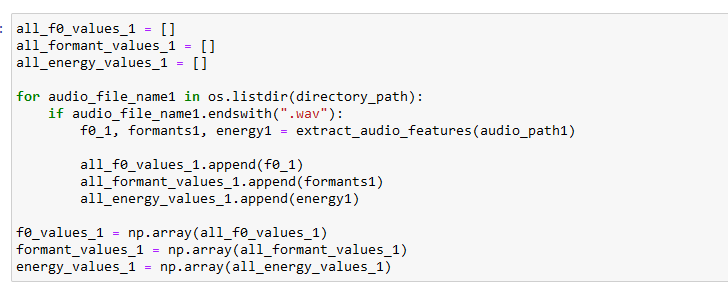 :
all_f0_values_1 = []
all_formant_values_1 = []
all_energy_values_1 = []
for audio_file_name1 in os.listdir(directory_path):
    if audio_file_name1.endswith(".wav"):
        f0_1, formants1, energy1 = extract_audio_features(audio_path1)
        all_f0_values_1.append(f0_1)
        all_formant_values_1.append(formants1)
        all_energy_values_1.append(energy1)
f0_values_1 = np.array(all_f0_values_1)
formant_values_1 = np.array(all_formant_values_1)
energy_values_1 = np.array(all_energy_values_1)